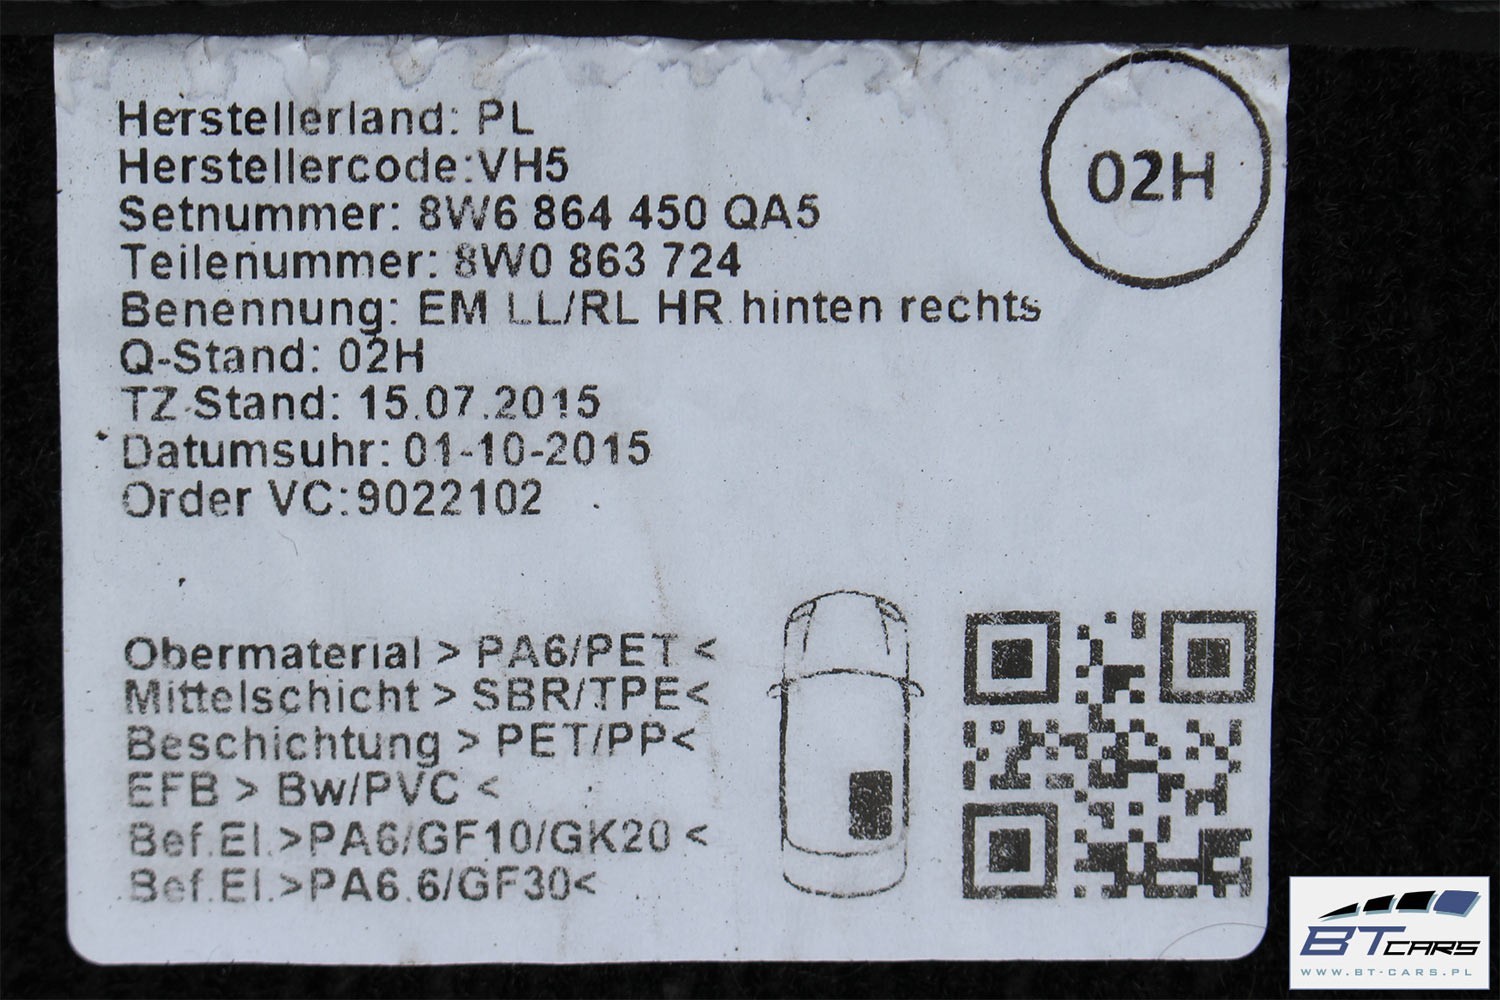 Herstellerland: PL
Herstellercode:VH5
Setnummer: 8W6 864 450 QA5
Teilenummer: 8W0 863 724
Benennung: EM LL/RL HR hinten rechts
Q-Stand: 02H
TZ-Stand: 15.07.2015
Datumsuhr: 01-10-2015
Order VC:9022102
02H
Obermaterial > PA6/PET <
Mittelschicht > SBR/TPE<
Beschichtung > PET/PP<
EFB > Bw/PVC <
Bef.El.>PA6/GF10/GK20 <
Bef.El.>PA6.6/GF30<
BT CARS
WWW.BT-CARS.PL